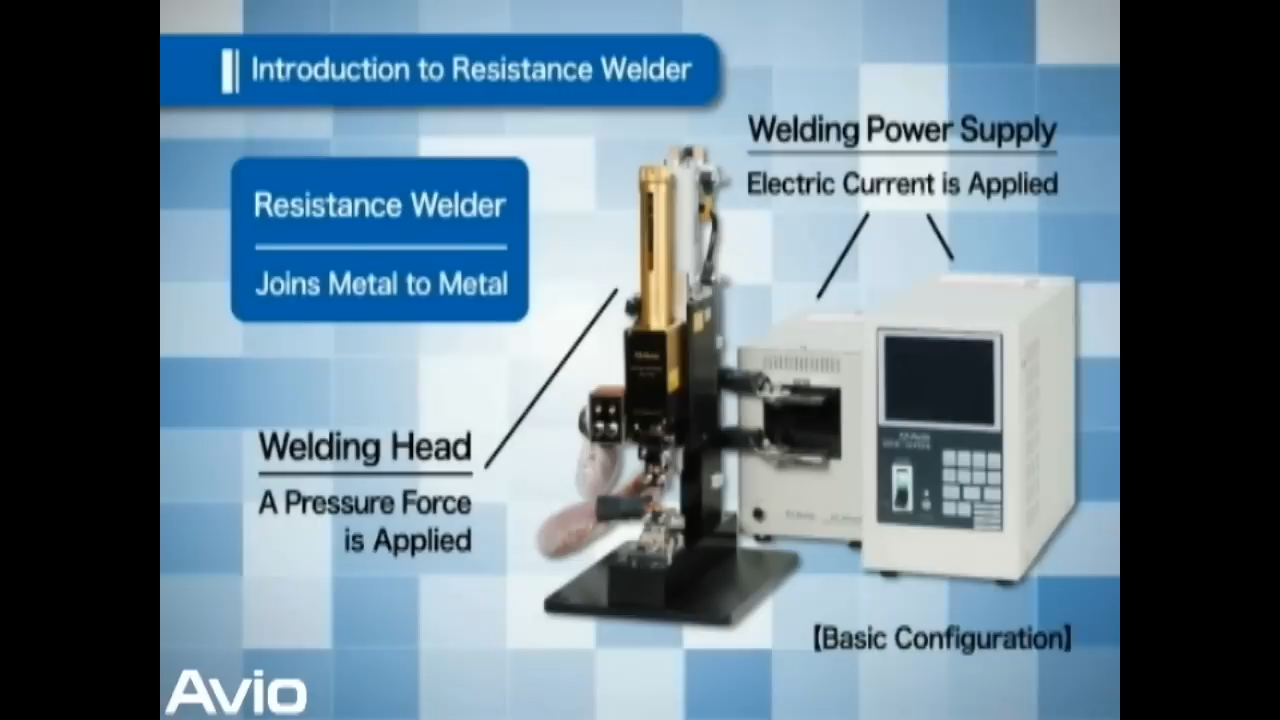 Introduction to Resistance Welder
Welding Power Supply
Electric Current is Applied
Resistance Welder
Joins Metal to Metal
Welding Head
A Pressure Force
is Applied
【Basic Configuration】
Avio